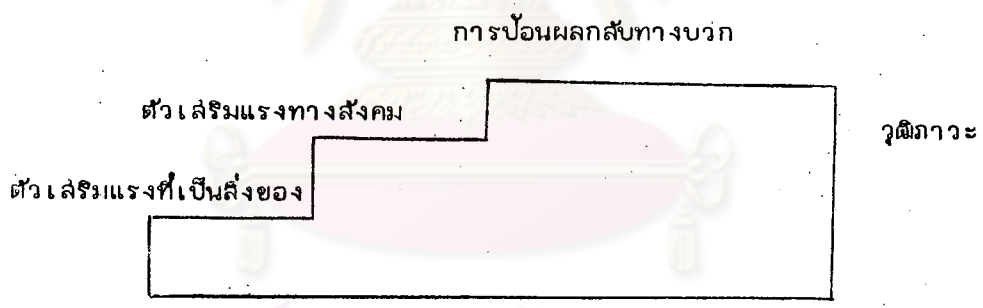 การป้อนผลกลับทางบวก
ตัวเสริมแรงทางสังคม
วุฒิภาวะ
ตัวเสริมแรงที่เป็นสิ่งของ